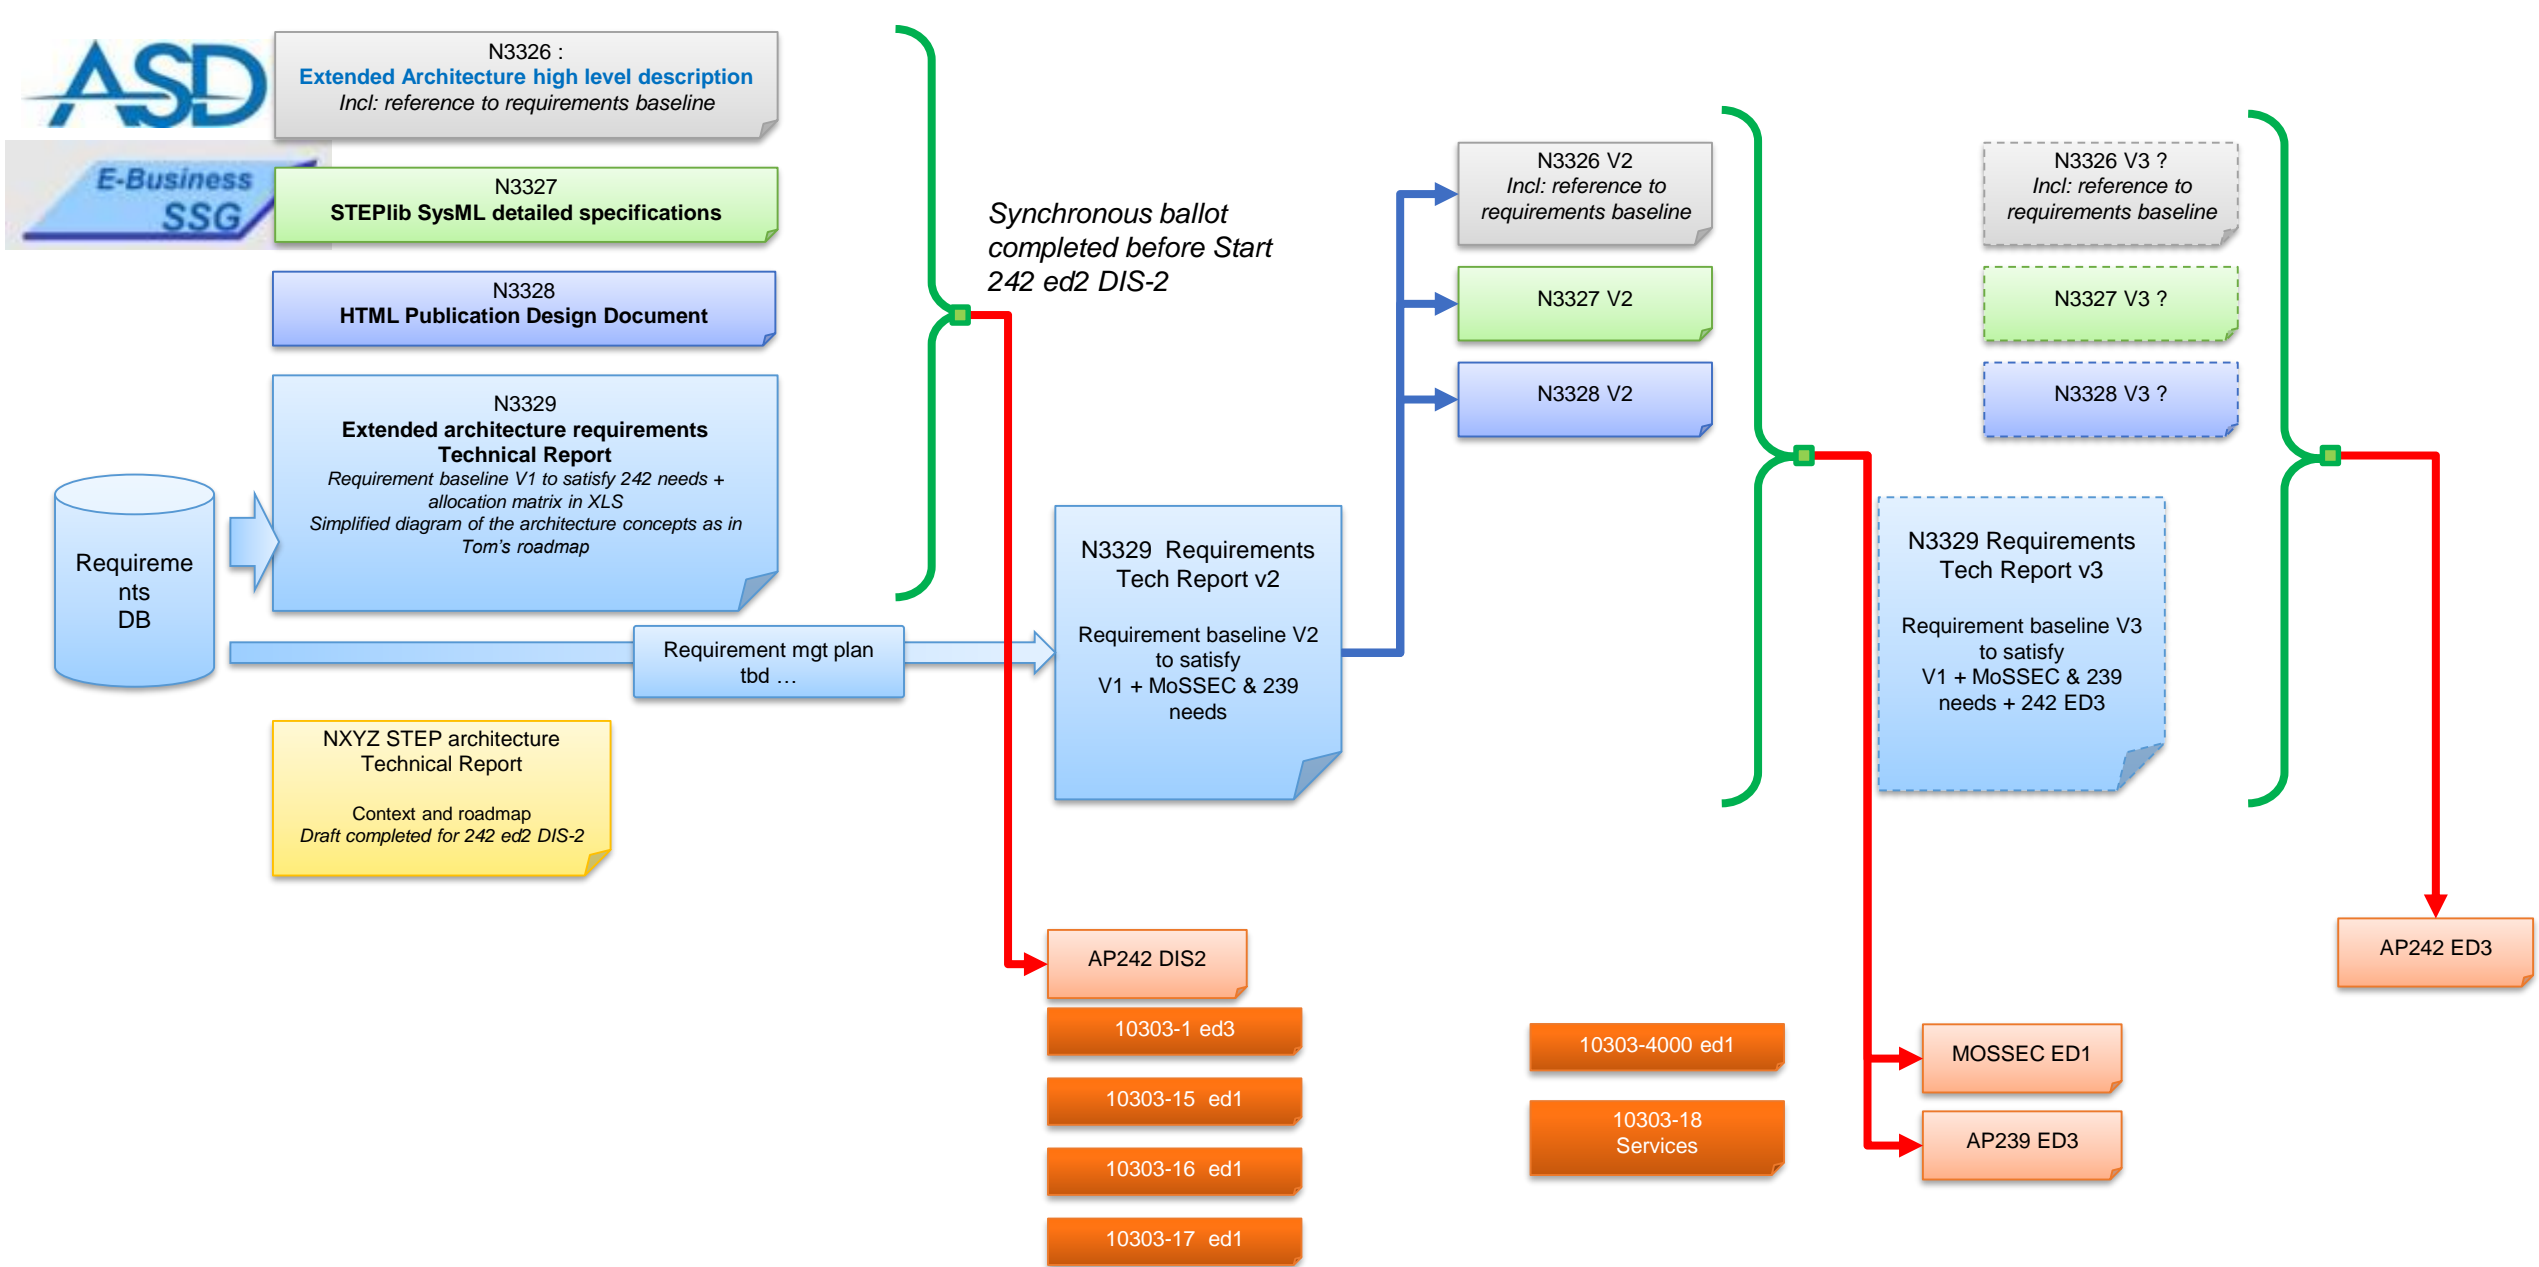 ASD
E-Business
SSG
N3326 :
Extended Architecture high level description
Incl: reference to requirements baseline
N3327
STEPlib SysML detailed specifications
N3328
HTML Publication Design Document
N3329
Extended architecture requirements
Technical Report
Requirement baseline V1 to satisfy 242 needs +
allocation matrix in XLS
Simplified diagram of the architecture concepts as in
Tom's roadmap
Requireme
nts
DB
Requirement mgt plan
tbd …
NXYZ STEP architecture
Technical Report
Context and roadmap
Draft completed for 242 ed2 DIS-2
Synchronous ballot
completed before Start
242 ed2 DIS-2
N3329  Requirements
Tech Report v2
Requirement baseline V2
to satisfy
V1 + MoSSEC & 239
needs
AP242 DIS2
10303-1 ed3
10303-15  ed1
10303-16  ed1
10303-17  ed1
N3326 V2
Incl: reference to
requirements baseline
N3327 V2
N3328 V2
10303-4000 ed1
10303-18
Services
N3326 V3 ?
Incl: reference to
requirements baseline
N3327 V3 ?
N3328 V3 ?
N3329 Requirements
Tech Report v3
Requirement baseline V3
to satisfy
V1 + MoSSEC & 239
needs + 242 ED3
MOSSEC ED1
AP239 ED3
AP242 ED3